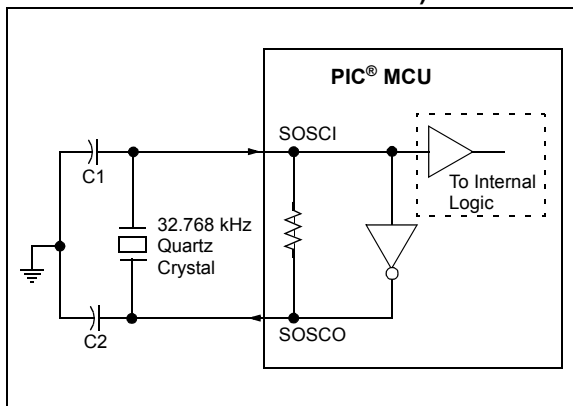 PIC® MCU
SOSCI
C1
To Internal
Logic
32.768 kHz
Quartz
Crystal
SOSCO
C2